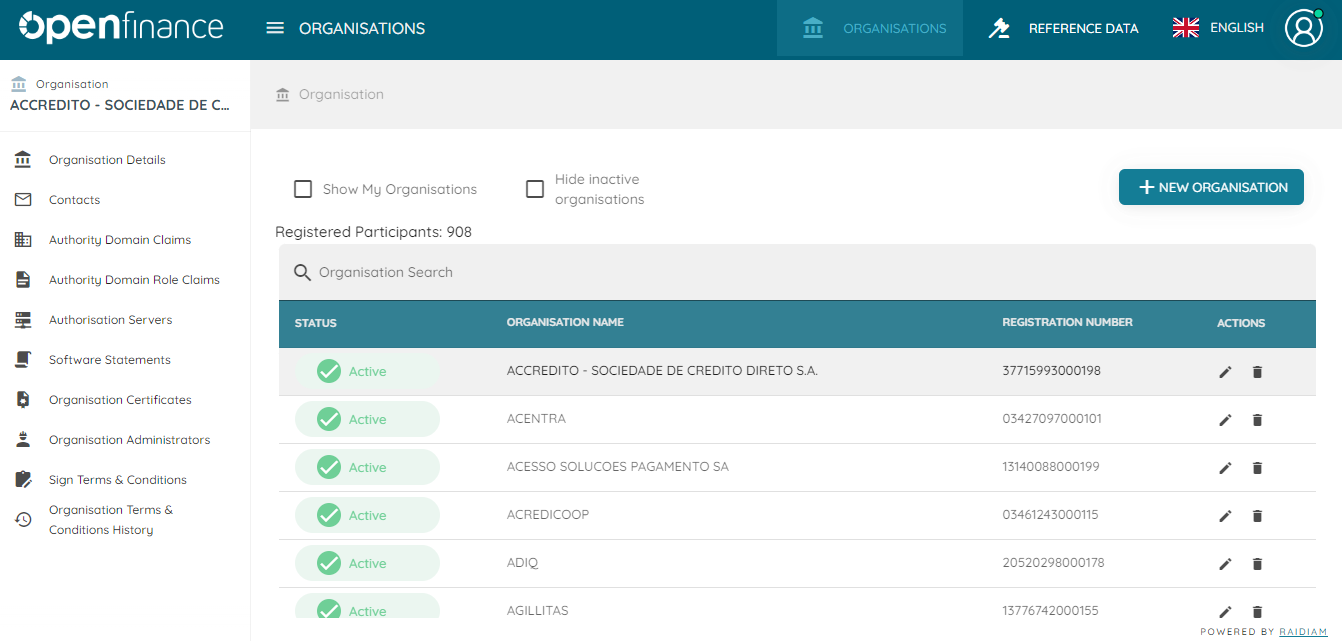 openfinance
ORGANISATIONS
ORGANISATIONS
REFERENCE DATA
ENGLISH
Organisation
ACCREDITO - SOCIEDADE DE C...
Organisation Details
Contacts
Authority Domain Claims
Authority Domain Role Claims
Authorisation Servers
Software Statements
Organisation Certificates
Organisation Administrators
Sign Terms & Conditions
Organisation Terms &
Conditions History
Organisation
Show My Organisations
Hide inactive
organisations
+ NEW ORGANISATION
Registered Participants: 908
Organisation Search
STATUS ORGANISATION NAME REGISTRATION NUMBER ACTIONS
Active ACCREDITO - SOCIEDADE DE CREDITO DIRETO S.A. 37715993000198
Active ACENTRA 03427097000101
Active ACESSO SOLUCOES PAGAMENTO SA 13140088000199
Active ACREDICOOP 03461243000115
Active ADIQ 20520298000178
Active AGILLITAS 13776742000155
POWERED BY RAIDIAM